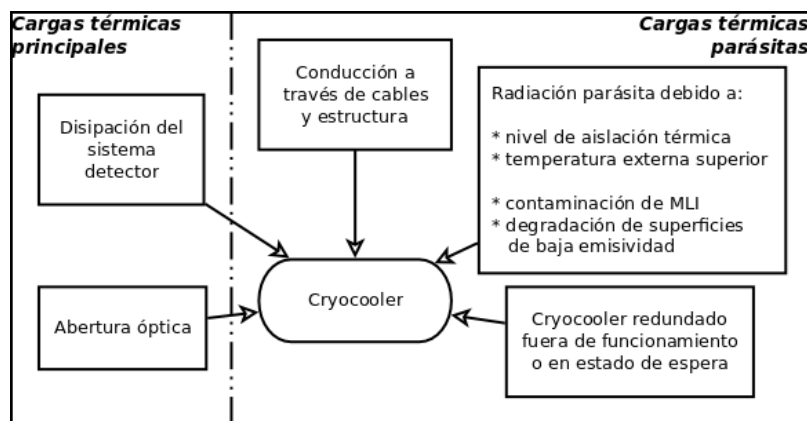 Cargas térmicas
principales
Cargas térmicas
parásitas
Disipación del
sistema
detector
Abertura óptica
Conducción a
través de cables
y estructura
Radiación parásita debido a:
* nivel de aislación térmica
* temperatura externa superior
* contaminación de MLI
* degradación de superficies
de baja emisividad
Cryocooler
Cryocooler redundado
fuera de funcionamiento
o en estado de espera